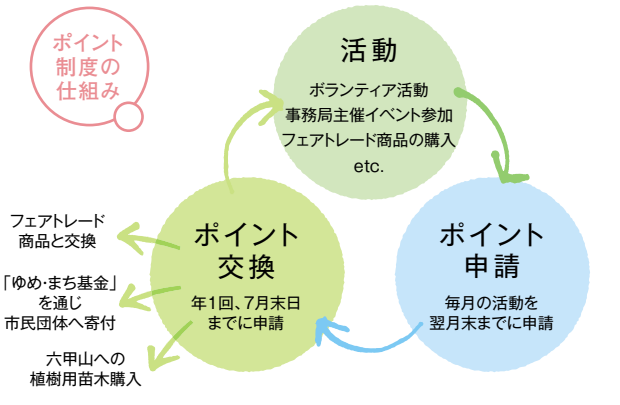 ポイント
制度の
仕組み
活動
ボランティア活動
事務局主催イベント参加
フェアトレード商品の購入
etc.
ポイント
申請
毎月の活動を
翌月末までに申請
ポイント
交換
年1回、7月末日
までに申請
フェアトレード
商品と交換
「ゆめ・まち基金」
を通じ
市民団体へ寄付
六甲山への
植樹用苗木購入